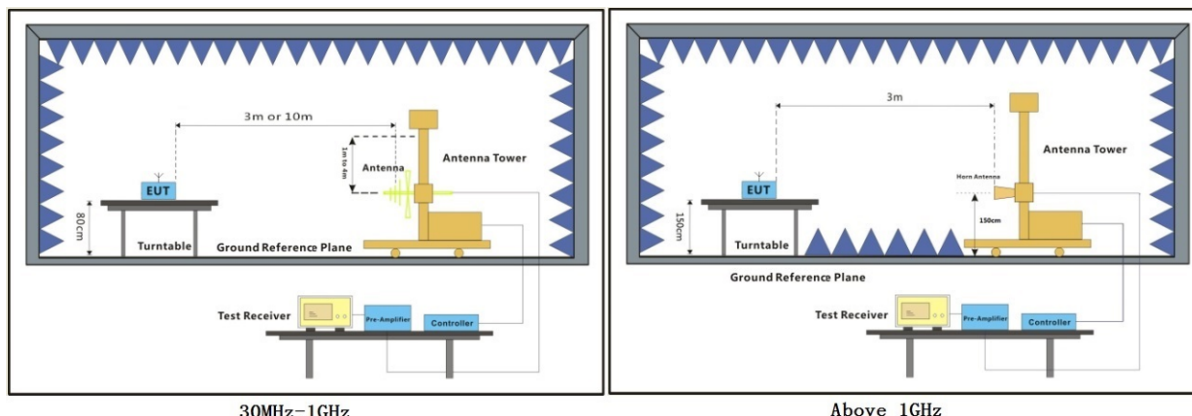 3m or 10m
1m to 4m
Antenna
Antenna Tower
EUT
80cm
Turntable
Ground Reference Plane
Test Receiver
Pre-Amplifier
Controller
30MHz-1GHz
3m
Antenna Tower
Horn Antenna
EUT
150cm
150cm
Turntable
Ground Reference Plane
Test Receiver
Pre-Amplifier
Controller
Above 1GHz